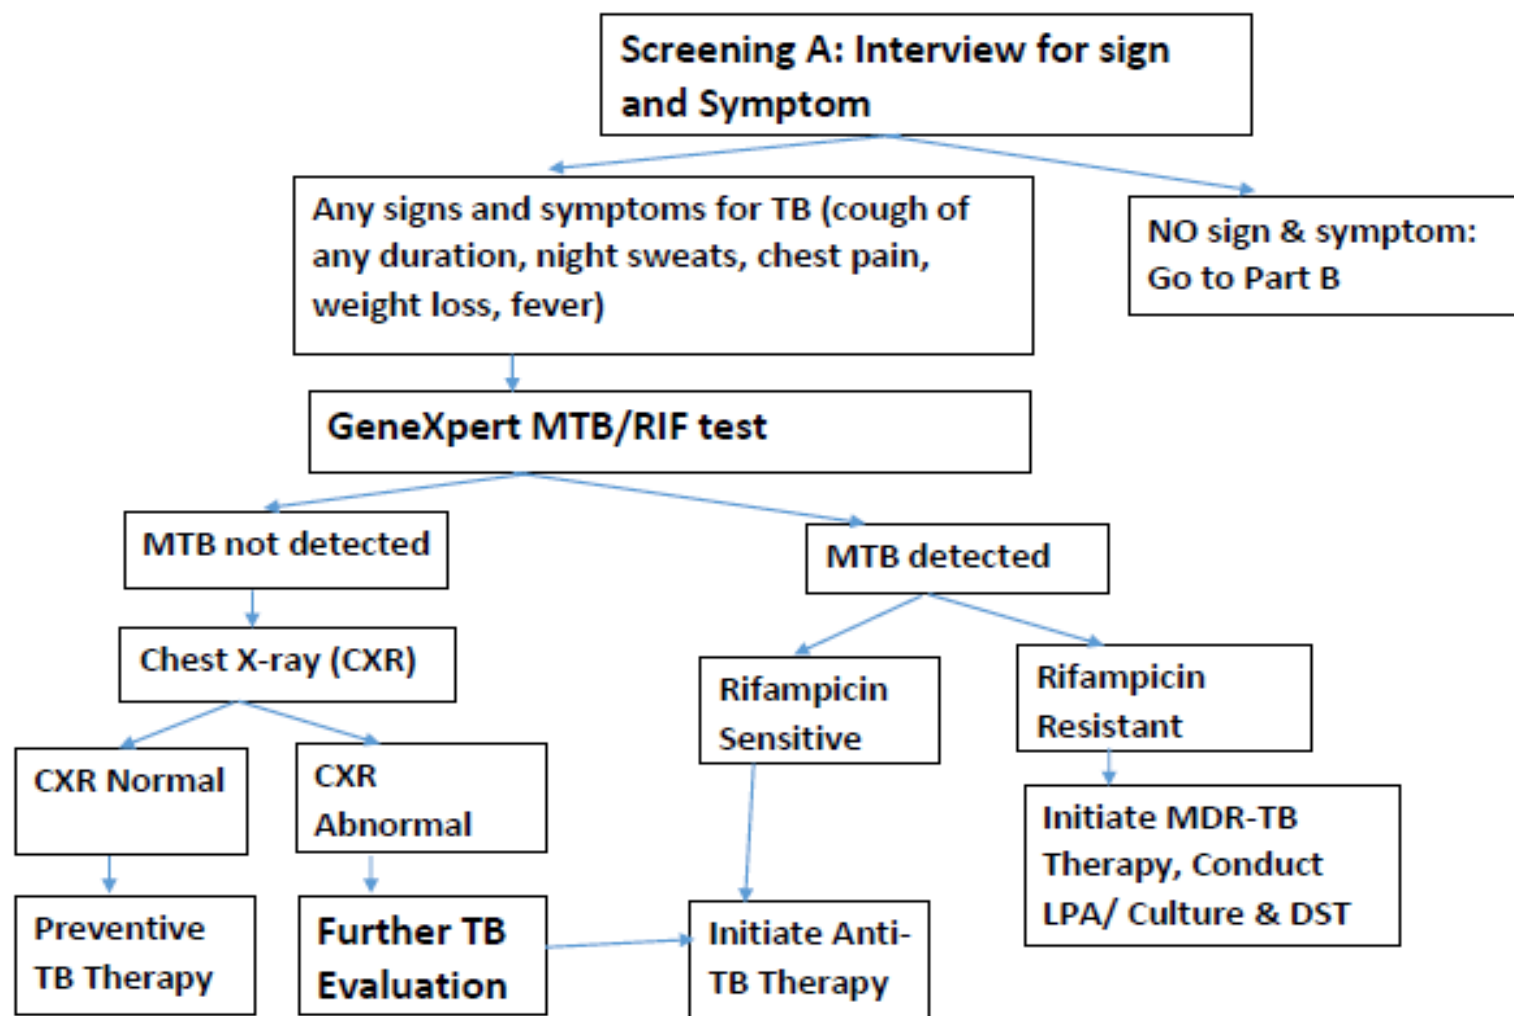 Screening A: Interview for sign
and Symptom
Any signs and symptoms for TB (cough of
any duration, night sweats, chest pain,
weight loss, fever)
NO sign & symptom:
Go to Part B
GeneXpert MTB/RIF test
MTB not detected
MTB detected
Chest X-ray (CXR)
Rifampicin
Sensitive
Rifampicin
Resistant
CXR Normal
CXR
Abnormal
Initiate MDR-TB
Therapy, Conduct
LPA/ Culture & DST
Preventive
TB Therapy
Further TB
Evaluation
Initiate Anti-
TB Therapy